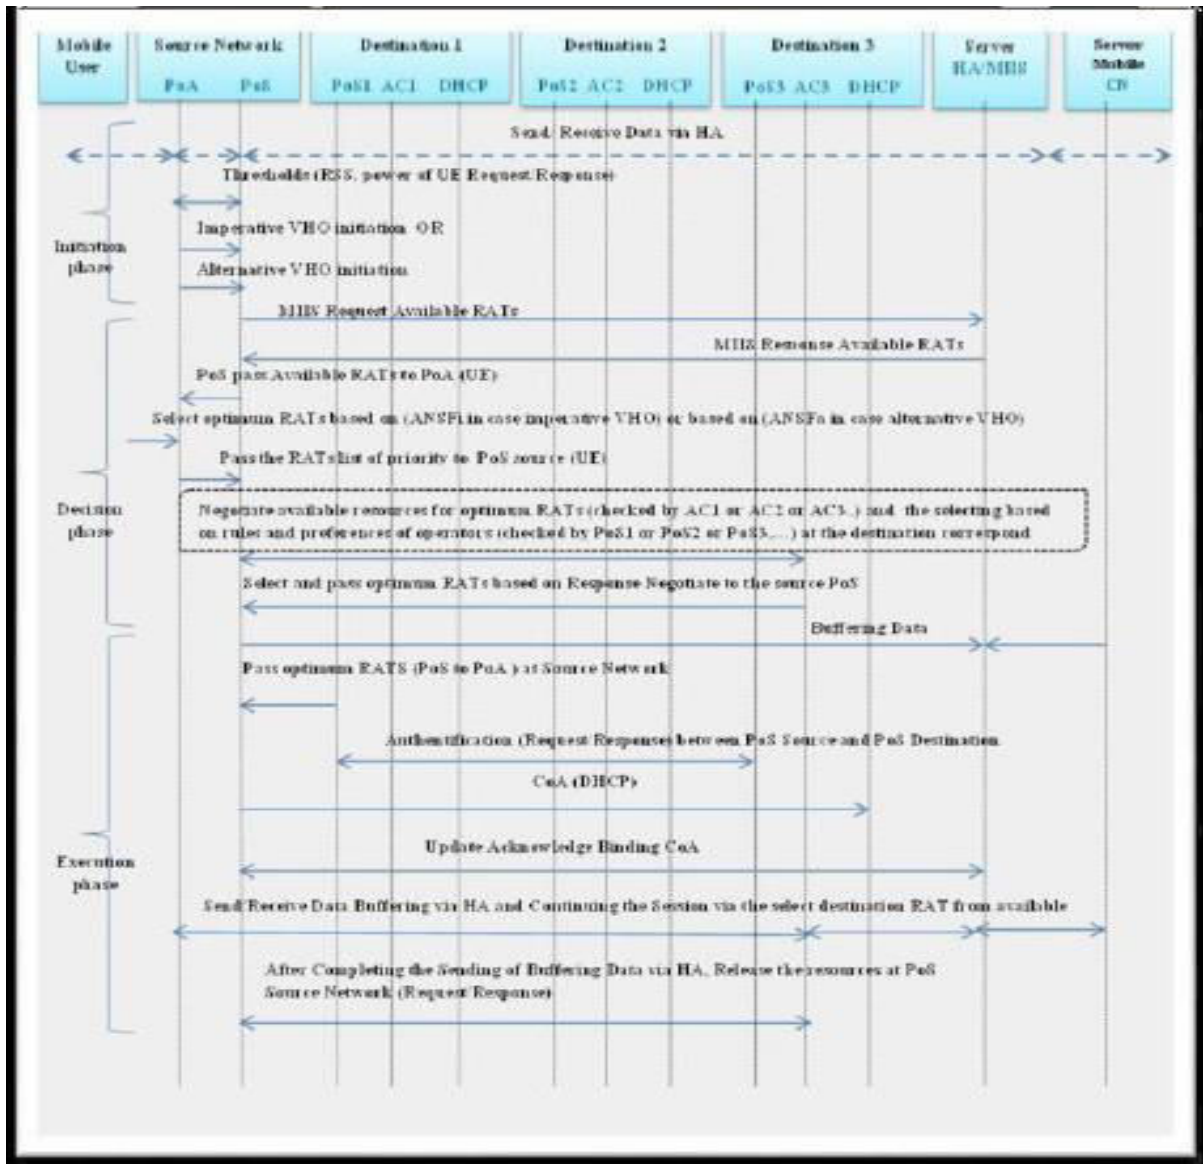 Mobile User
Source Network
Destination 1
Destination 2
Destination 3
Server HA/MIIS
Server Mobile CN
PoA PoS
PoS1 AC1 DHCP
PoS2 AC2 DHCP
PoS3 AC3 DHCP
Send/ Receive Data via HA
Thresholds (RSS, power of UE Request/Response)
Imperative VHO initiation OR
Initiation phase
Alternative VHO initiation
MIIS Request Available RATs
MIIS Response Available RATs
PoS pass Available RATs to PoA (UE)
Select optimum RATs based on (ANSFi in case imperative VHO) or based on (ANSFa in case alternative VHO)
Pass the RATs list of priority to PoS source (UE)
Decision phase
Negotiate available resources for optimum RATs (checked by AC1 or AC2 or AC3..) and the selecting based
on rules and preferences of operators (checked by PoS1 or PoS2 or PoS3,...) at the destination correspond
Select and pass optimum RATs based on Response Negotiate to the source PoS
Buffering Data
Pass optimum RATS (PoS to PoA ) at Source Network
Authentification (Request/Response) between PoS Source and PoS Destination
CoA (DHCP)
Update/Acknowledge Binding CoA
Execution phase
Send/Receive Data Buffering via HA and Continuing the Session via the select destination RAT from available
After Completing the Sending of Buffering Data via HA, Release the resources at PoS
Source Network (Request/Response)